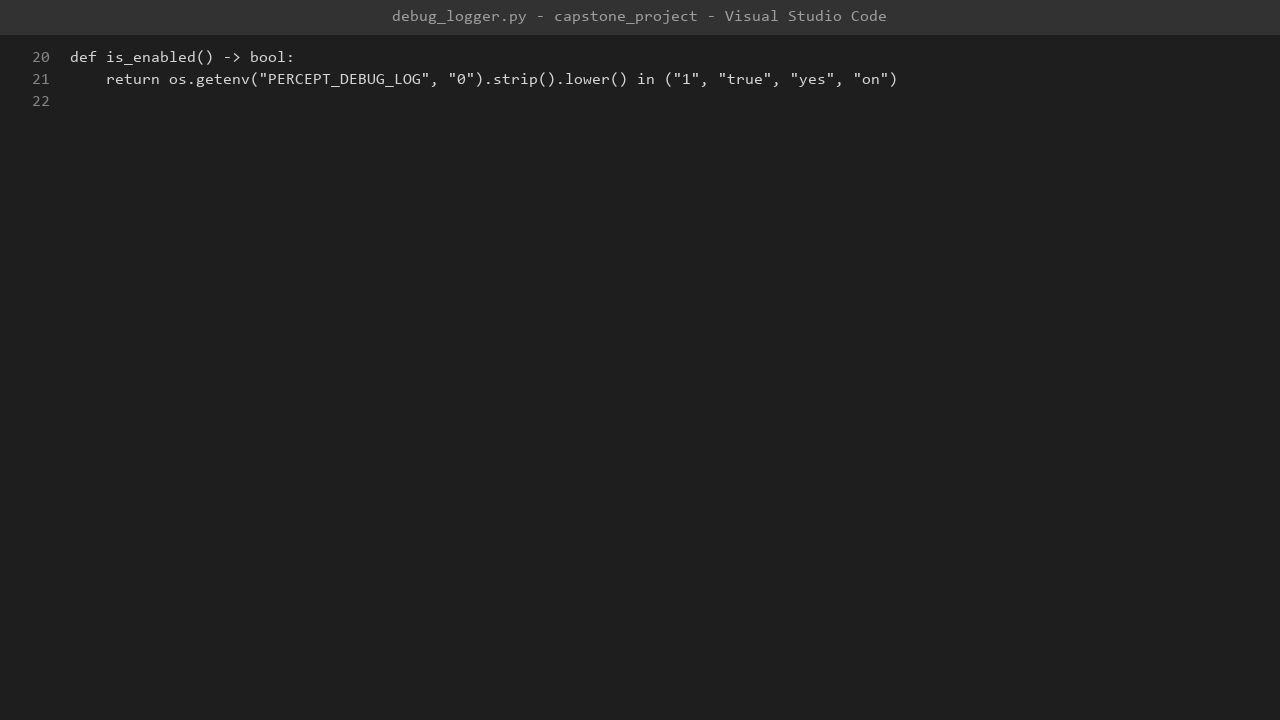 debug_logger.py - capstone_project - Visual Studio Code
20 def is_enabled() -> bool:
21     return os.getenv("PERCEPT_DEBUG_LOG", "0").strip().lower() in ("1", "true", "yes", "on")
22